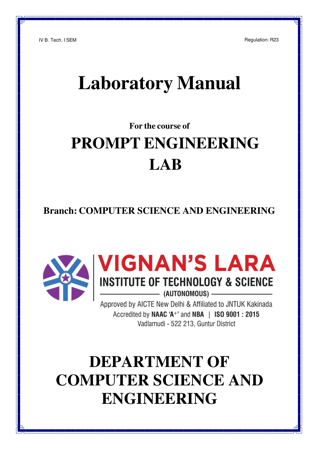 IV B. Tech. I SEM Regulation: R23
Laboratory Manual
For the course of
PROMPT ENGINEERING
LAB
Branch: COMPUTER SCIENCE AND ENGINEERING
VIGNAN'S LARA
INSTITUTE OF TECHNOLOGY & SCIENCE
(AUTONOMOUS)
Approved by AICTE New Delhi & Affiliated to JNTUK Kakinada
Accredited by NAAC 'A+' and NBA | ISO 9001 : 2015
Vadlamudi - 522 213, Guntur District
DEPARTMENT OF
COMPUTER SCIENCE AND
ENGINEERING